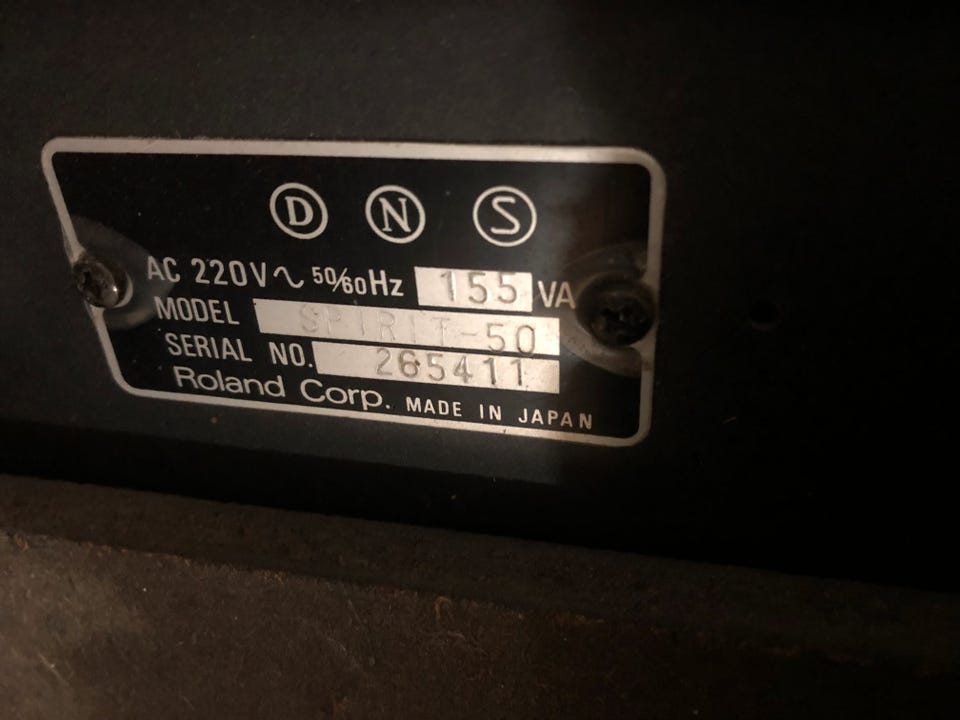 D N S
AC 220V ~ 50/60Hz 155 VA
MODEL SPIRIT-50
SERIAL NO. 265411
Roland Corp. MADE IN JAPAN